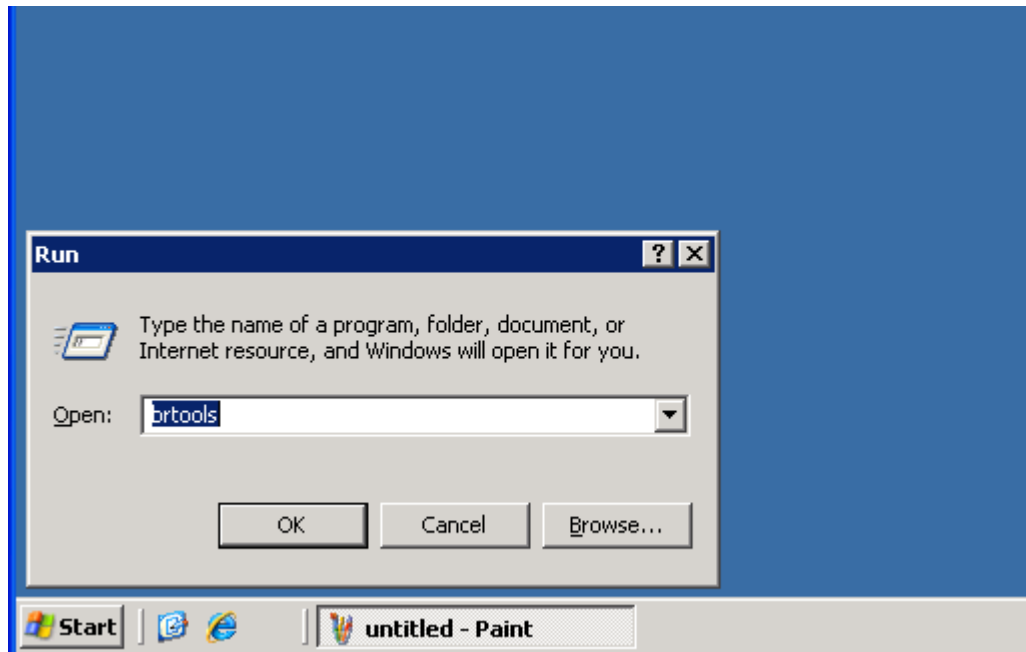 Run
Type the name of a program, folder, document, or
Internet resource, and Windows will open it for you.
Open:
brtools
OK
Cancel
Browse...
Start
untitled - Paint